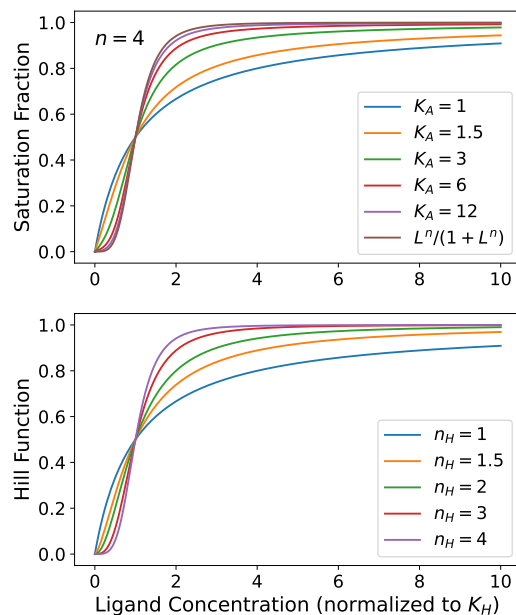 1.0
0.8
0.6
0.4
0.2
0.0
Saturation Fraction
n = 4
K_A = 1
K_A = 1.5
K_A = 3
K_A = 6
K_A = 12
L^n/(1 + L^n)
0 2 4 6 8 10
1.0
0.8
0.6
0.4
0.2
0.0
Hill Function
n_H = 1
n_H = 1.5
n_H = 2
n_H = 3
n_H = 4
0 2 4 6 8 10
Ligand Concentration (normalized to K_H)